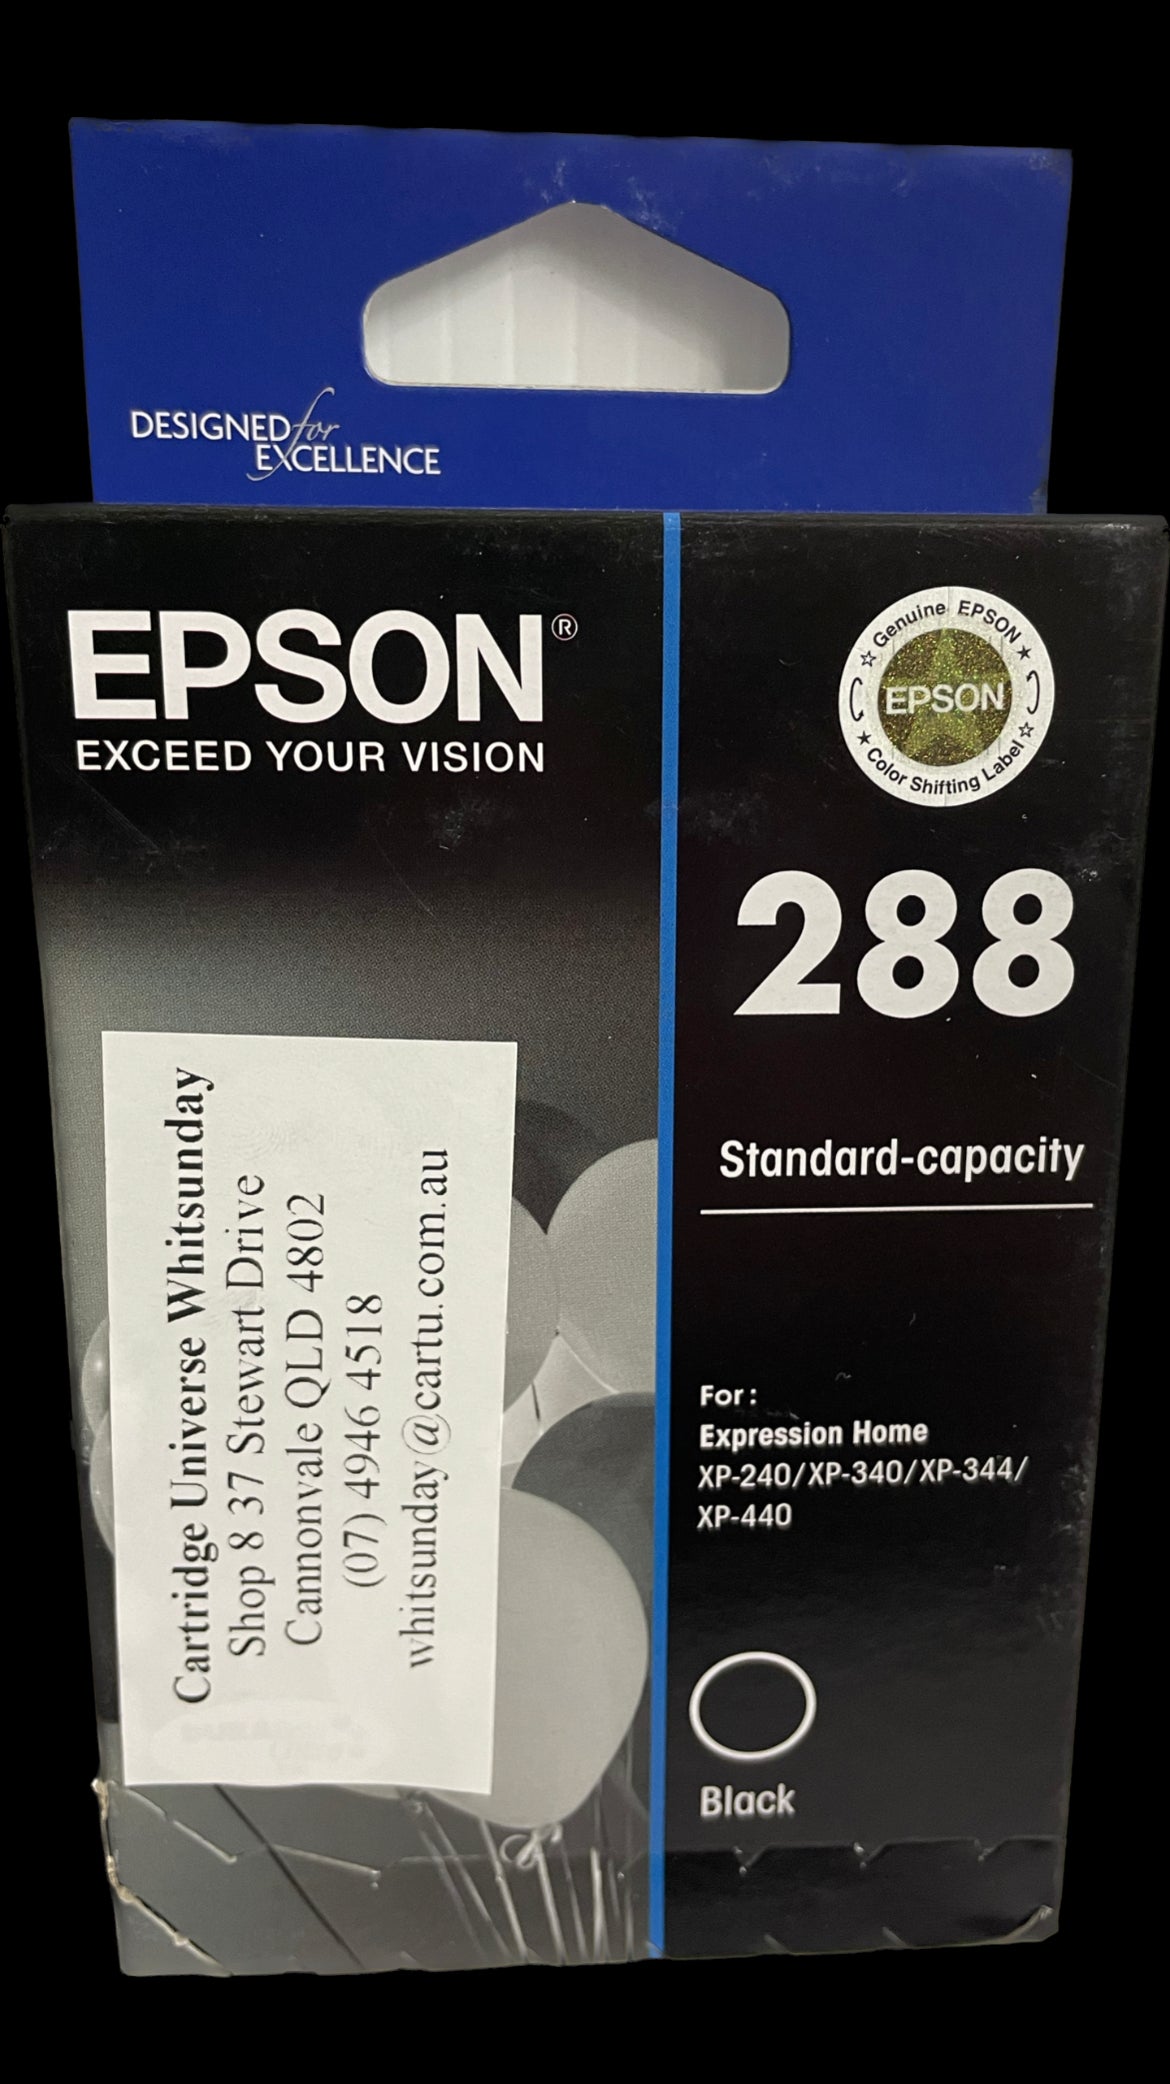 DESIGNED for
EXCELLENCE
EPSON®
EXCEED YOUR VISION
☆ Genuine EPSON ★
EPSON
★ Color Shifting Label ☆
288
Standard-capacity
Cartridge Universe Whitsunday
Shop 8 37 Stewart Drive
Cannonvale QLD 4802
(07) 4946 4518
whitsunday@cartu.com.au
For:
Expression Home
XP-240/XP-340/XP-344/
XP-440
Black